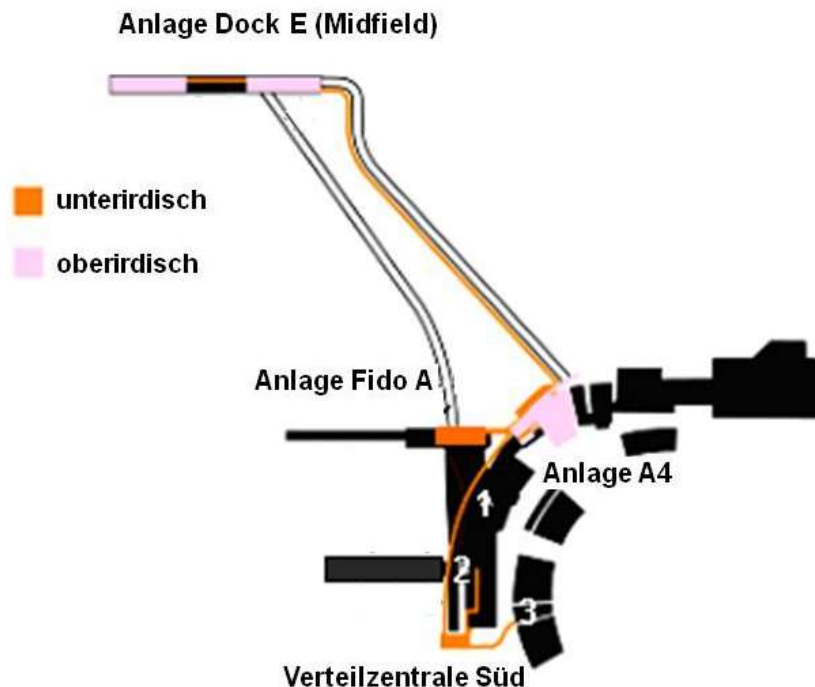 Anlage Dock E (Midfield)
unterirdisch
oberirdisch
Anlage Fido A
Anlage A4
1
2
3
Verteilzentrale Süd